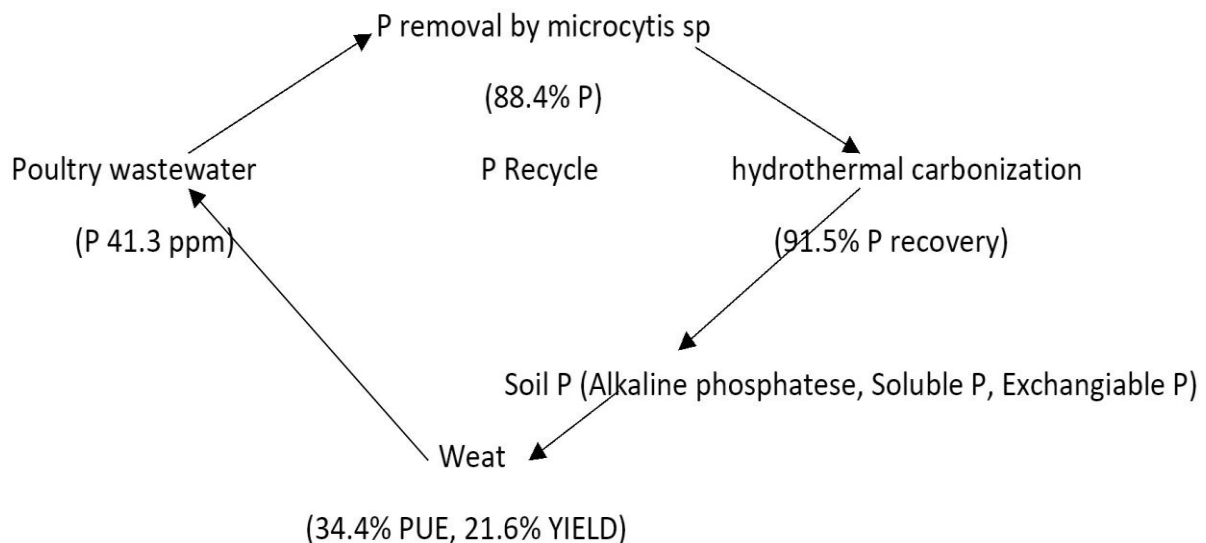 P removal by microcytis sp
(88.4% P)
Poultry wastewater
P Recycle
hydrothermal carbonization
(P 41.3 ppm)
(91.5% P recovery)
Soil P (Alkaline phosphatese, Soluble P, Exchangiable P)
Weat
(34.4% PUE, 21.6% YIELD)